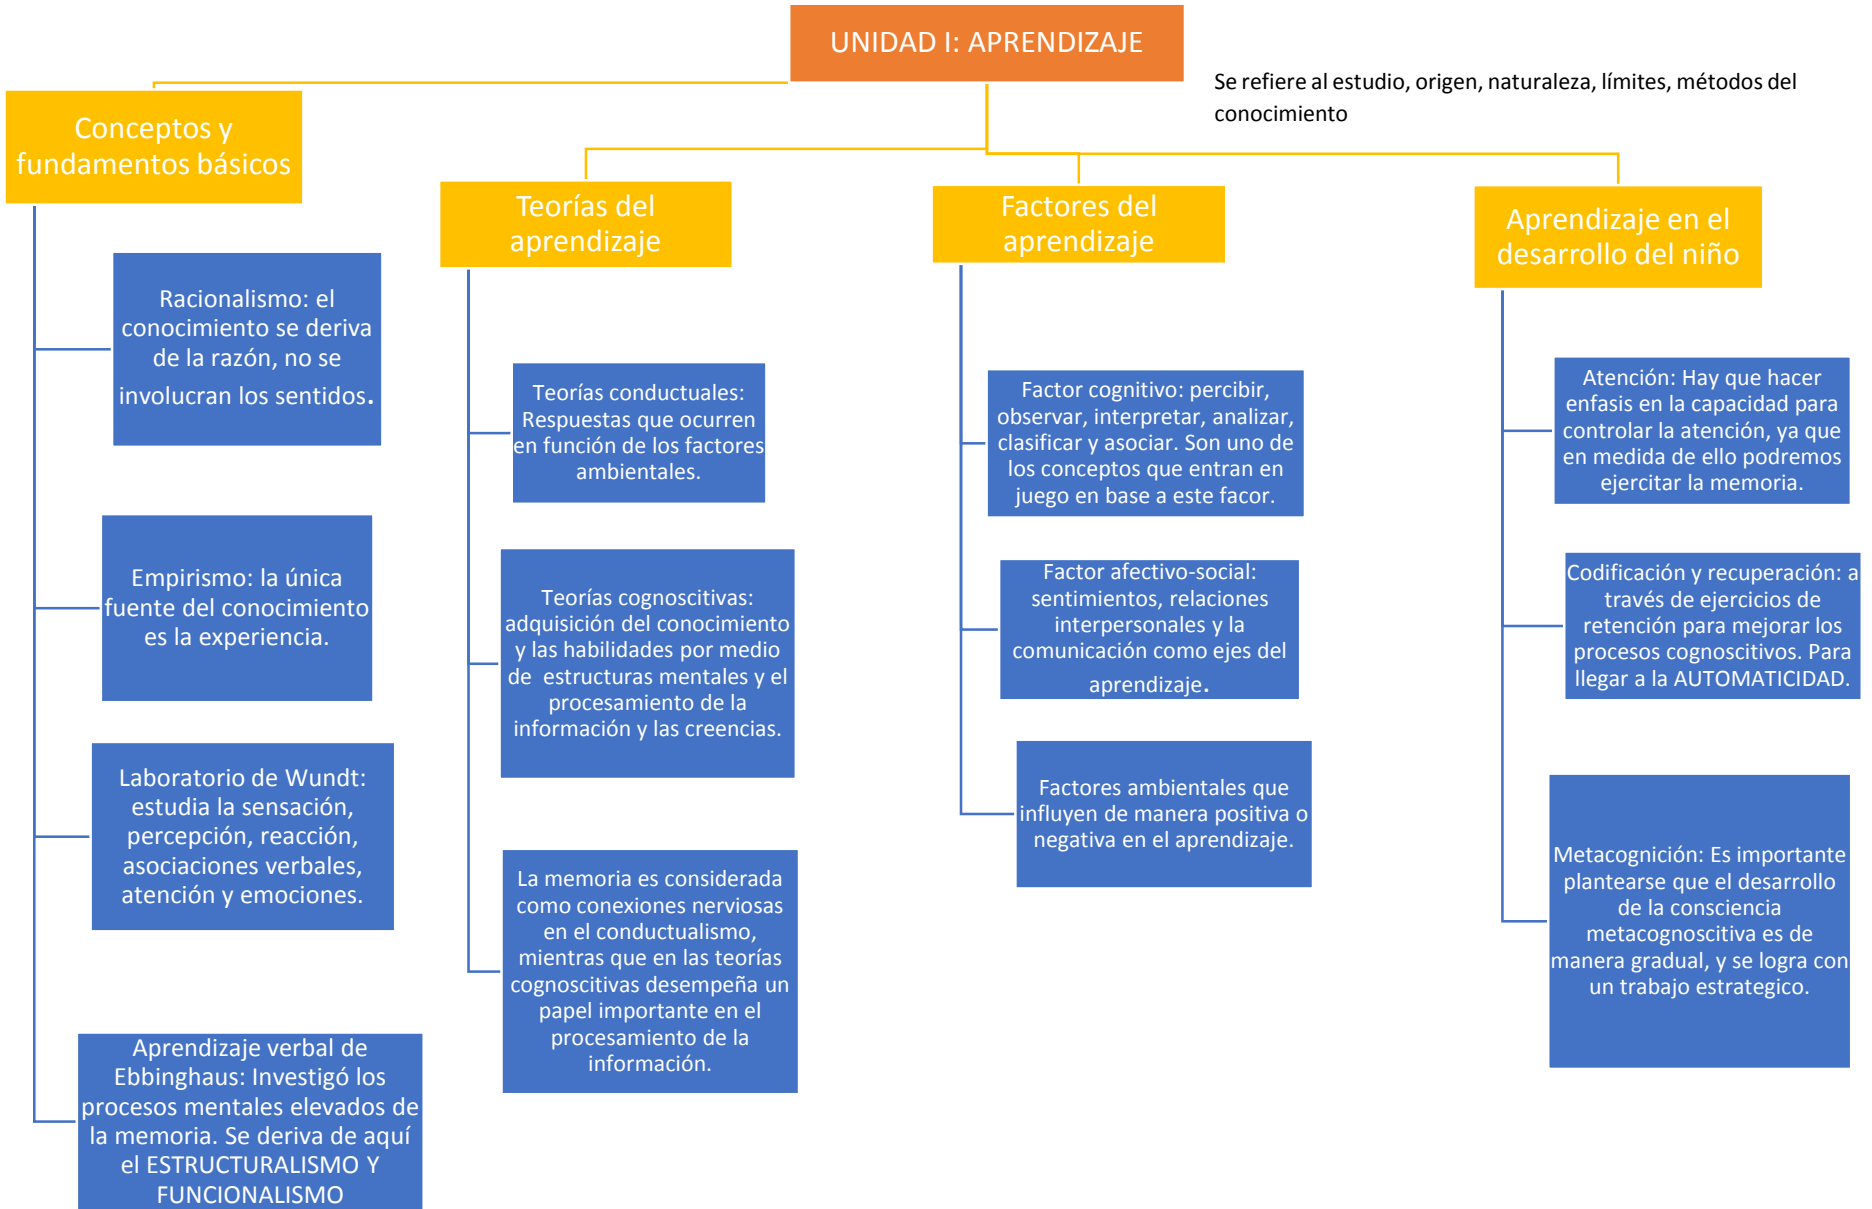 UNIDAD I: APRENDIZAJE
Se refiere al estudio, origen, naturaleza, límites, métodos del
conocimiento
Conceptos y
fundamentos básicos
Racionalismo: el
conocimiento se deriva
de la razón, no se
involucran los sentidos.
Empirismo: la única
fuente del conocimiento
es la experiencia.
Laboratorio de Wundt:
estudia la sensación,
percepción, reacción,
asociaciones verbales,
atención y emociones.
Aprendizaje verbal de
Ebbinghaus: Investigó los
procesos mentales elevados de
la memoria. Se deriva de aquí
el ESTRUCTURALISMO Y
FUNCIONALISMO
Teorías del
aprendizaje
Teorías conductuales:
Respuestas que ocurren
en función de los factores
ambientales.
Teorías cognoscitivas:
adquisición del conocimiento
y las habilidades por medio
de estructuras mentales y el
procesamiento de la
información y las creencias.
La memoria es considerada
como conexiones nerviosas
en el conductualismo,
mientras que en las teorías
cognoscitivas desempeña un
papel importante en el
procesamiento de la
información.
Factores del
aprendizaje
Factor cognitivo: percibir,
observar, interpretar, analizar,
clasificar y asociar. Son uno de
los conceptos que entran en
juego en base a este facor.
Factor afectivo-social:
sentimientos, relaciones
interpersonales y la
comunicación como ejes del
aprendizaje.
Factores ambientales que
influyen de manera positiva o
negativa en el aprendizaje.
Aprendizaje en el
desarrollo del niño
Atención: Hay que hacer
enfasis en la capacidad para
controlar la atención, ya que
en medida de ello podremos
ejercitar la memoria.
Codificación y recuperación: a
través de ejercicios de
retención para mejorar los
procesos cognoscitivos. Para
llegar a la AUTOMATICIDAD.
Metacognición: Es importante
plantearse que el desarrollo
de la consciencia
metacognoscitiva es de
manera gradual, y se logra con
un trabajo estrategico.